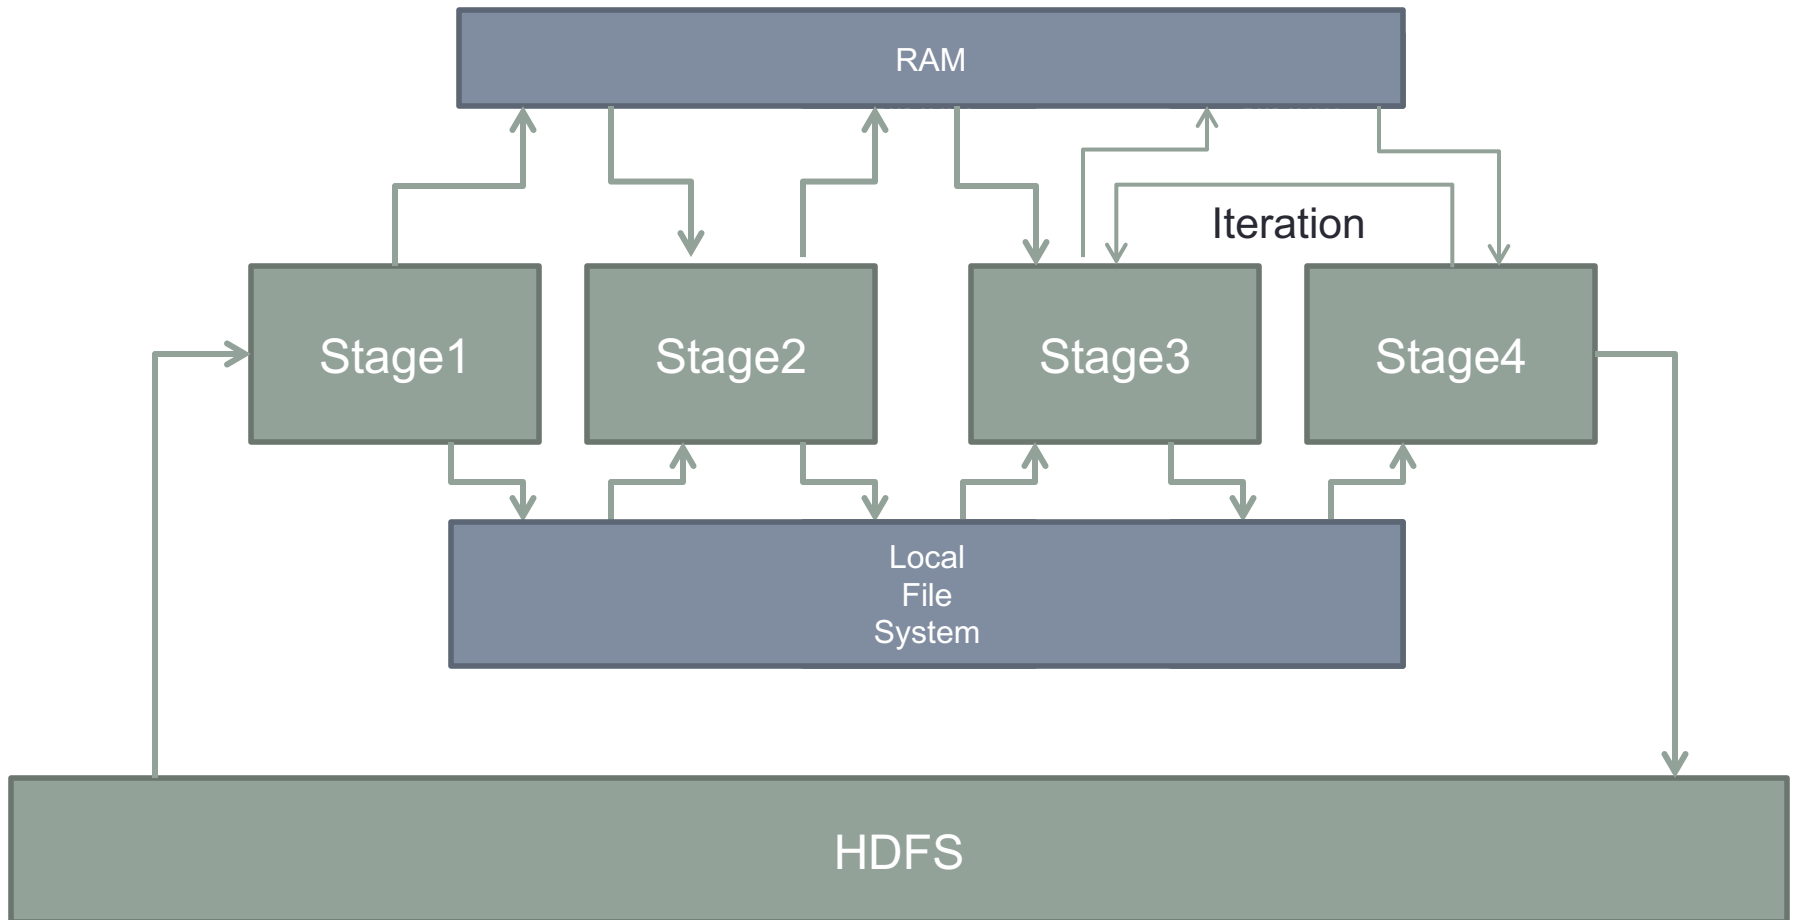 RAM
Iteration
Stage1
Stage2
Stage3
Stage4
Local
File
System
HDFS